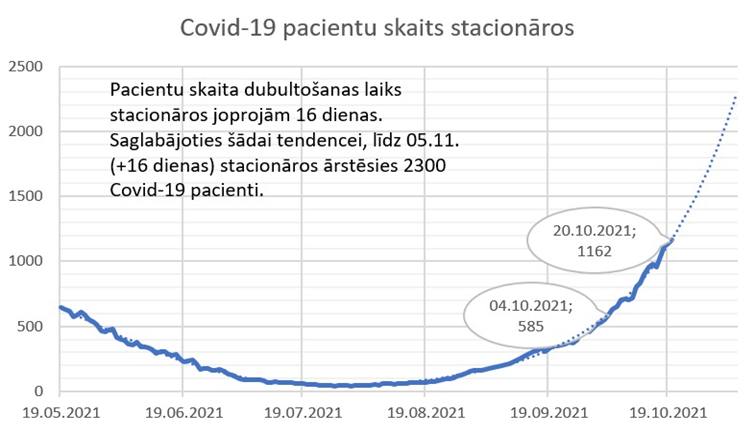 Covid-19 pacientu skaits stacionāros
2500
Pacientu skaita dubultošanas laiks
stacionāros joprojām 16 dienas.
Saglabājoties šādai tendencei, līdz 05.11.
(+16 dienas) stacionāros ārstēsies 2300
Covid-19 pacienti.
2000
1500
20.10.2021;
1162
1000
04.10.2021;
585
500
0
19.05.2021 19.06.2021 19.07.2021 19.08.2021 19.09.2021 19.10.2021